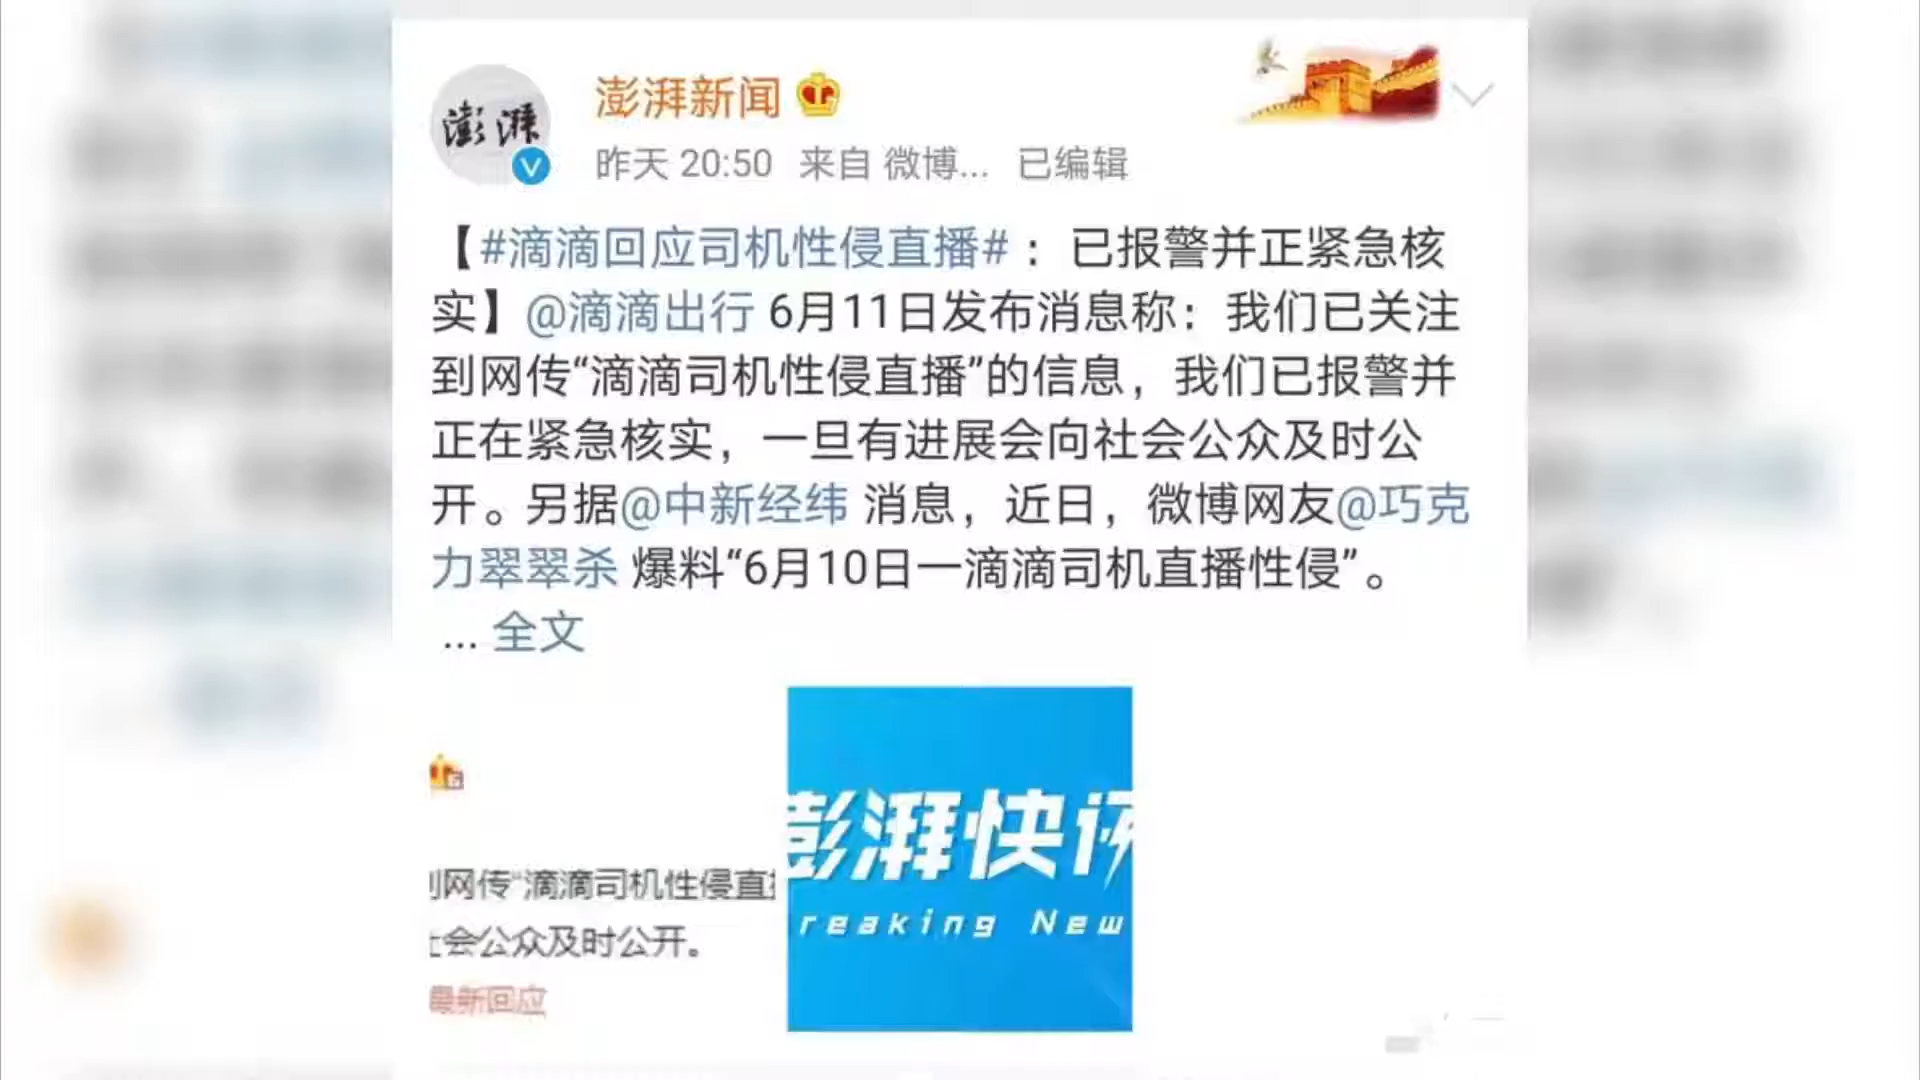 澎湃
澎湃新闻
昨天 20:50 来自 微博... 已编辑
【#滴滴回应司机性侵直播#：已报警并正紧急核
实】@滴滴出行 6月11日发布消息称：我们已关注
到网传“滴滴司机性侵直播”的信息，我们已报警并
正在紧急核实，一旦有进展会向社会公众及时公
开。另据@中新经纬 消息，近日，微博网友@巧克
力翠翠杀 爆料“6月10日一滴滴司机直播性侵”。
... 全文
6
网传“滴滴司机性侵直
会公众及时公开。
最新回应
澎湃快
reaking New